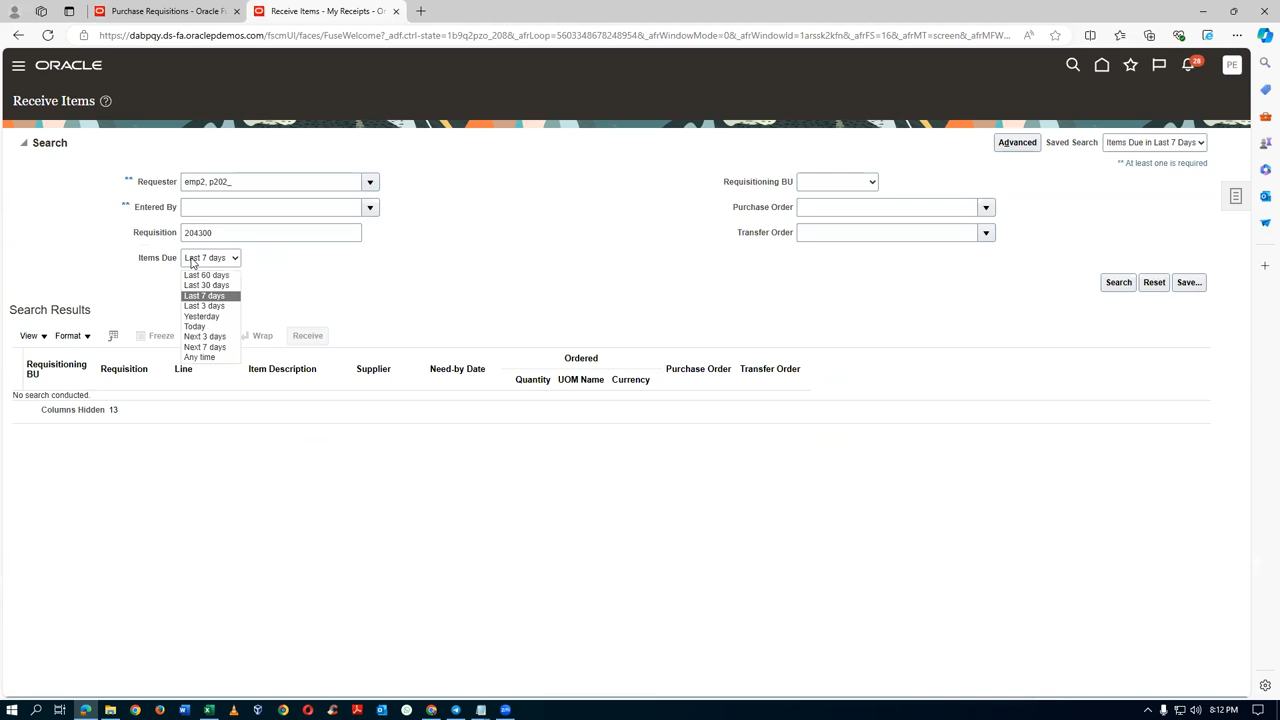 Purchase Requisitions - Oracle Fu
Receive Items - My Receipts - Or
https://dabpqy.ds-fa.oraclepdemos.com/fscmUI/faces/FuseWelcome?_adf.ctrl-state=1b9q2pzo_208&_afrLoop=5603348678248954&_afrWindowMode=0&_afrWindowId=1arssk2kfn&_afrFS=16&_afrMT=screen&_afrMFW...
ORACLE
28
PE
Receive Items
Search
Advanced
Saved Search
Items Due in Last 7 Days
** At least one is required
** Requester
emp2, p202_
Requisitioning BU
** Entered By
Purchase Order
Requisition
204300
Transfer Order
Items Due
Last 7 days
Last 60 days
Last 30 days
Last 7 days
Last 3 days
Yesterday
Today
Next 3 days
Next 7 days
Any time
Search
Reset
Save...
Search Results
View
Format
Freeze
Wrap
Receive
Requisitioning BU
Requisition
Line
Item Description
Supplier
Need-by Date
Ordered
Quantity
UOM Name
Currency
Purchase Order
Transfer Order
No search conducted.
Columns Hidden 13
8:12 PM